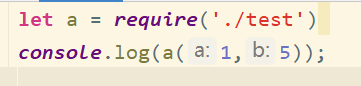 let a = require('./test')
console.log(a( a: 1, b: 5));